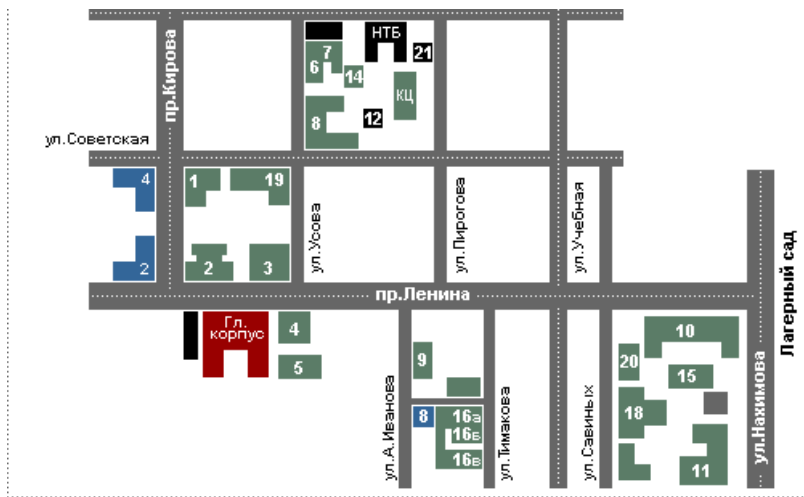 НТБ
21
7
6
14
КЦ
8
12
пр.Кирова
ул.Советская
4
1
19
2
2
3
ул.Усова
ул.Пирогова
ул.Учебная
Лагерный сад
пр.Ленина
Гл.
корпус
4
5
9
8
16а
16б
16в
ул.А.Иванова
ул.Тимакова
ул.Савиных
10
20
15
18
11
ул.Нахимова